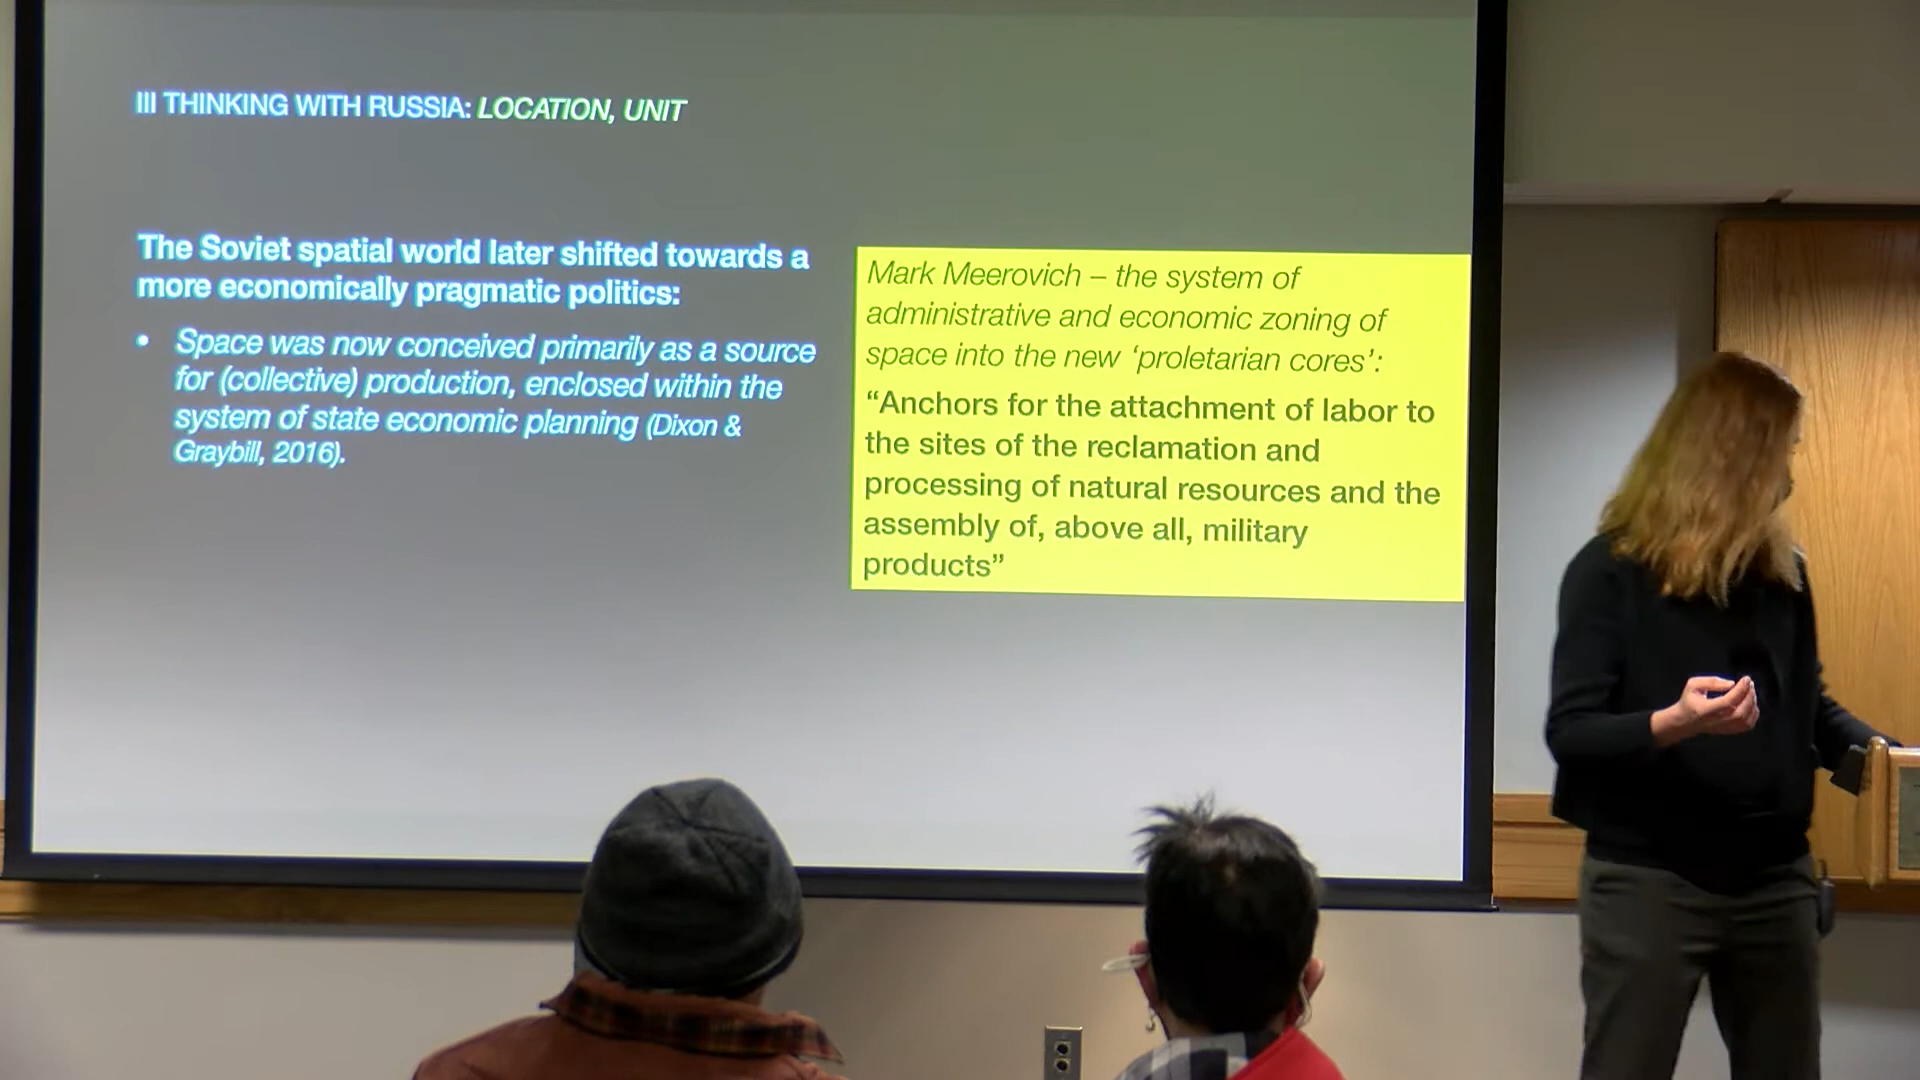 III THINKING WITH RUSSIA: LOCATION, UNIT
The Soviet spatial world later shifted towards a
more economically pragmatic politics:
• Space was now conceived primarily as a source
for (collective) production, enclosed within the
system of state economic planning (Dixon &
Graybill, 2016).
Mark Meerovich – the system of
administrative and economic zoning of
space into the new ‘proletarian cores’:
“Anchors for the attachment of labor to
the sites of the reclamation and
processing of natural resources and the
assembly of, above all, military
products”